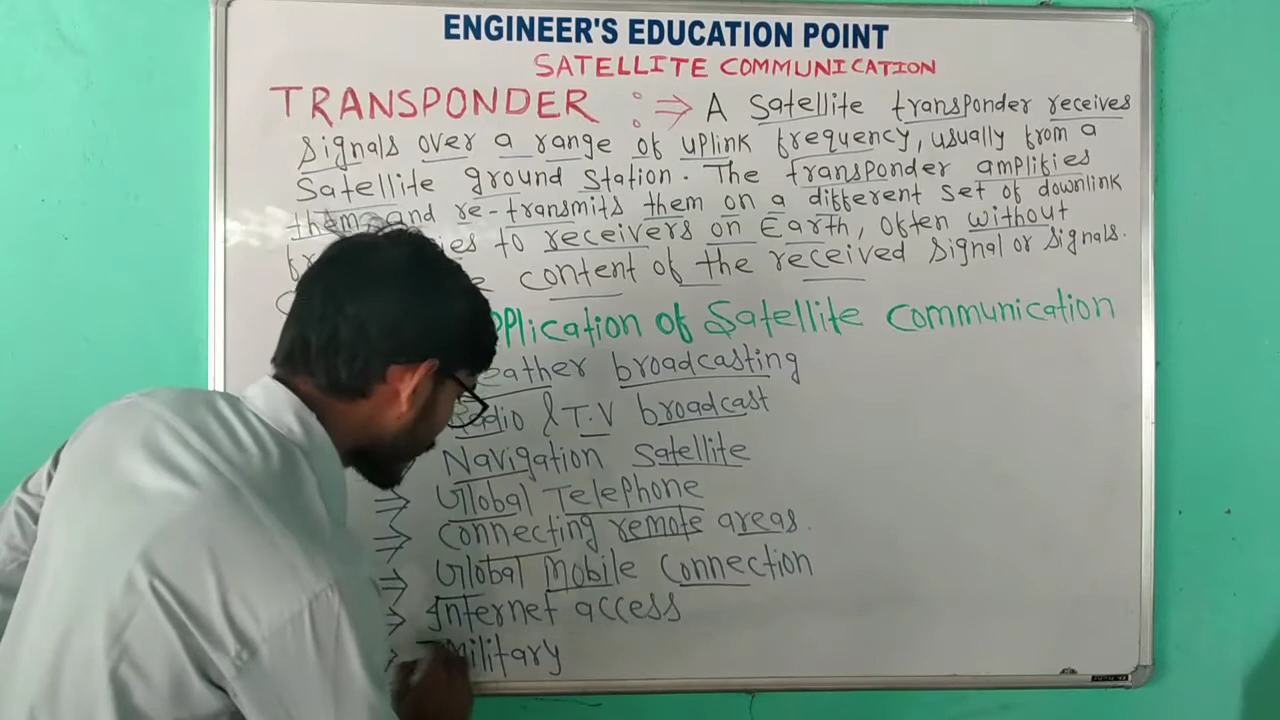 ENGINEER'S EDUCATION POINT
SATELLITE COMMUNICATION
TRANSPONDER :⇒ A Satellite transponder receives
signals over a range of uplink frequency, usually from a
Satellite ground station. The transponder amplifies
them and re-transmits them on a different set of downlink
to receivers on Earth, often without
content of the received signal or signals.
of Satellite communication
broadcasting
Radio & T.V broadcast
Navigation satellite
⇒ Global Telephone
⇒ Connecting remote areas.
⇒ Global Mobile Connection
⇒ Internet access
⇒ Military